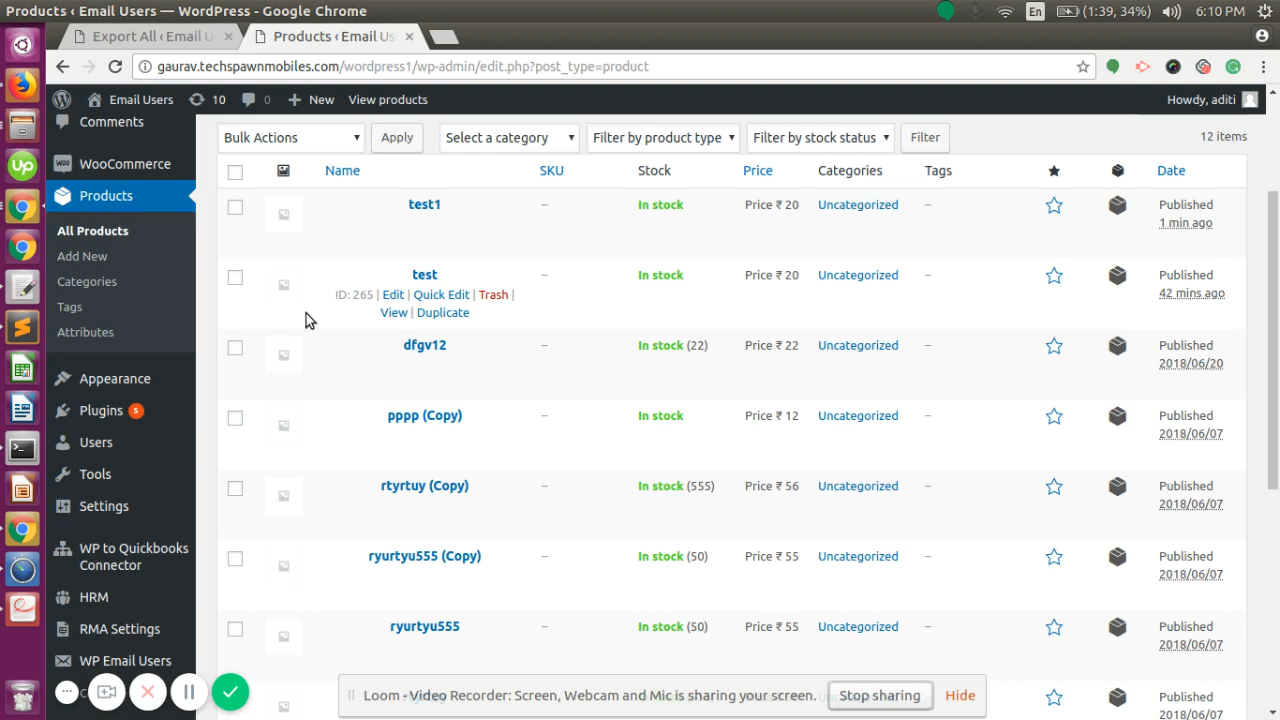 Products ‹ Email Users — WordPress - Google Chrome
En
(1:39, 34%)
6:10 PM
Export All ‹ Email U
Products ‹ Email Us
gaurav.techspawnmobiles.com/wordpress1/wp-admin/edit.php?post_type=product
Email Users
10
0
New
View products
Howdy, aditi
Comments
WooCommerce
Products
All Products
Add New
Categories
Tags
Attributes
Appearance
Plugins 5
Users
Tools
Settings
WP to Quickbooks
Connector
HRM
RMA Settings
WP Email Users
Bulk Actions
Apply
Select a category
Filter by product type
Filter by stock status
Filter
12 items
Name SKU Stock Price Categories Tags Date
test1 – In stock Price ₹ 20 Uncategorized – Published
1 min ago
test – In stock Price ₹ 20 Uncategorized – Published
ID: 265 | Edit | Quick Edit | Trash | 42 mins ago
View | Duplicate
dfgv12 – In stock (22) Price ₹ 22 Uncategorized – Published
2018/06/20
pppp (Copy) – In stock Price ₹ 12 Uncategorized – Published
2018/06/07
rtyrtuy (Copy) – In stock (555) Price ₹ 56 Uncategorized – Published
2018/06/07
ryurtyu555 (Copy) – In stock (50) Price ₹ 55 Uncategorized – Published
2018/06/07
ryurtyu555 – In stock (50) Price ₹ 55 Uncategorized – Published
2018/06/07
Published
2018/06/07
Loom - Video Recorder: Screen, Webcam and Mic is sharing your screen.
Stop sharing
Hide